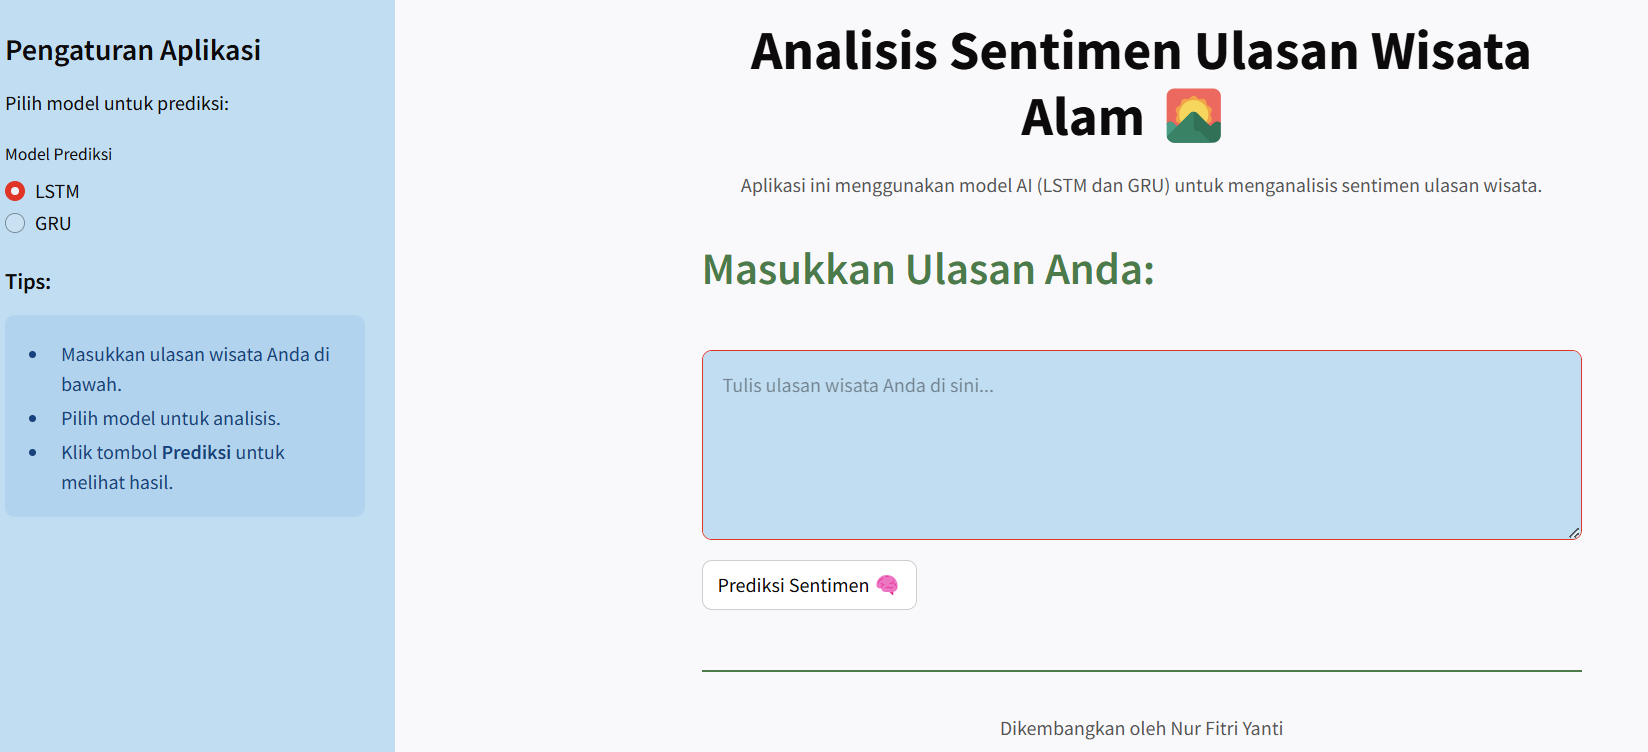 Pengaturan Aplikasi
Pilih model untuk prediksi:
Model Prediksi
LSTM
GRU
Tips:
Masukkan ulasan wisata Anda di
bawah.
Pilih model untuk analisis.
Klik tombol Prediksi untuk
melihat hasil.
Analisis Sentimen Ulasan Wisata
Alam
Aplikasi ini menggunakan model AI (LSTM dan GRU) untuk menganalisis sentimen ulasan wisata.
Masukkan Ulasan Anda:
Tulis ulasan wisata Anda di sini...
Prediksi Sentimen
Dikembangkan oleh Nur Fitri Yanti